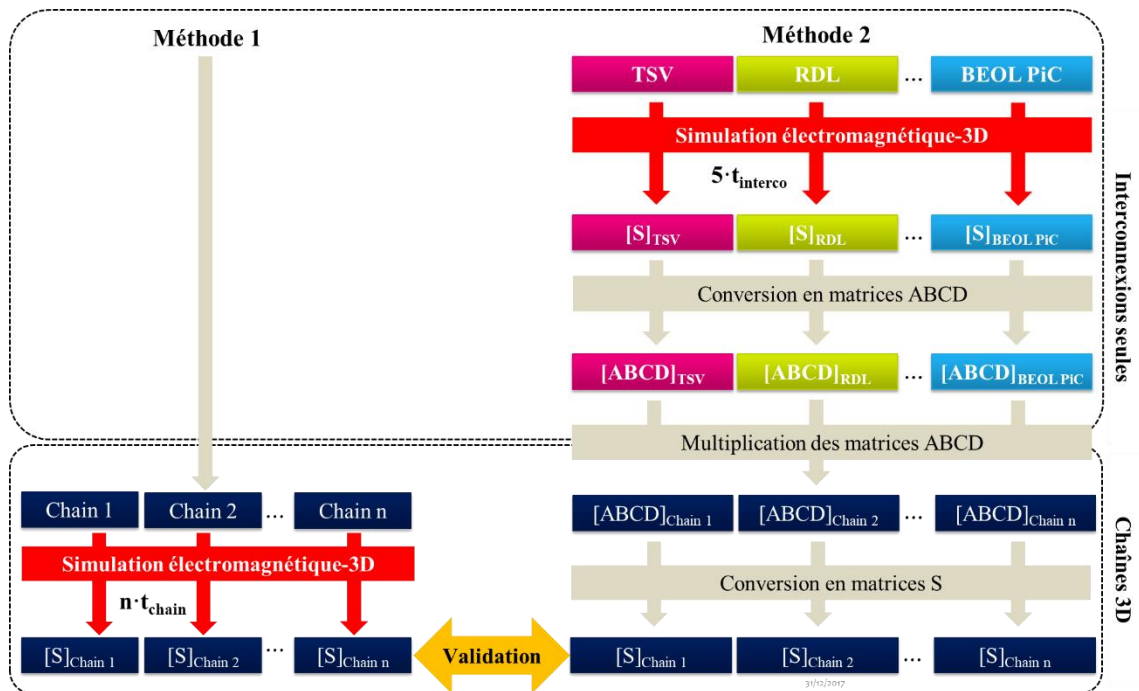 Méthode 1
Méthode 2
TSV RDL ... BEOL PiC
Simulation électromagnétique-3D
5·t_interco
[S]TSV [S]RDL ... [S]BEOL PiC
Conversion en matrices ABCD
[ABCD]TSV [ABCD]RDL ... [ABCD]BEOL PiC
Interconnexions seules
Multiplication des matrices ABCD
Chain 1 Chain 2 ... Chain n
Simulation électromagnétique-3D
n·t_chain
[S]Chain 1 [S]Chain 2 ... [S]Chain n
Validation
[ABCD]Chain 1 [ABCD]Chain 2 ... [ABCD]Chain n
Conversion en matrices S
[S]Chain 1 [S]Chain 2 ... [S]Chain n
31/12/2017
Chaînes 3D